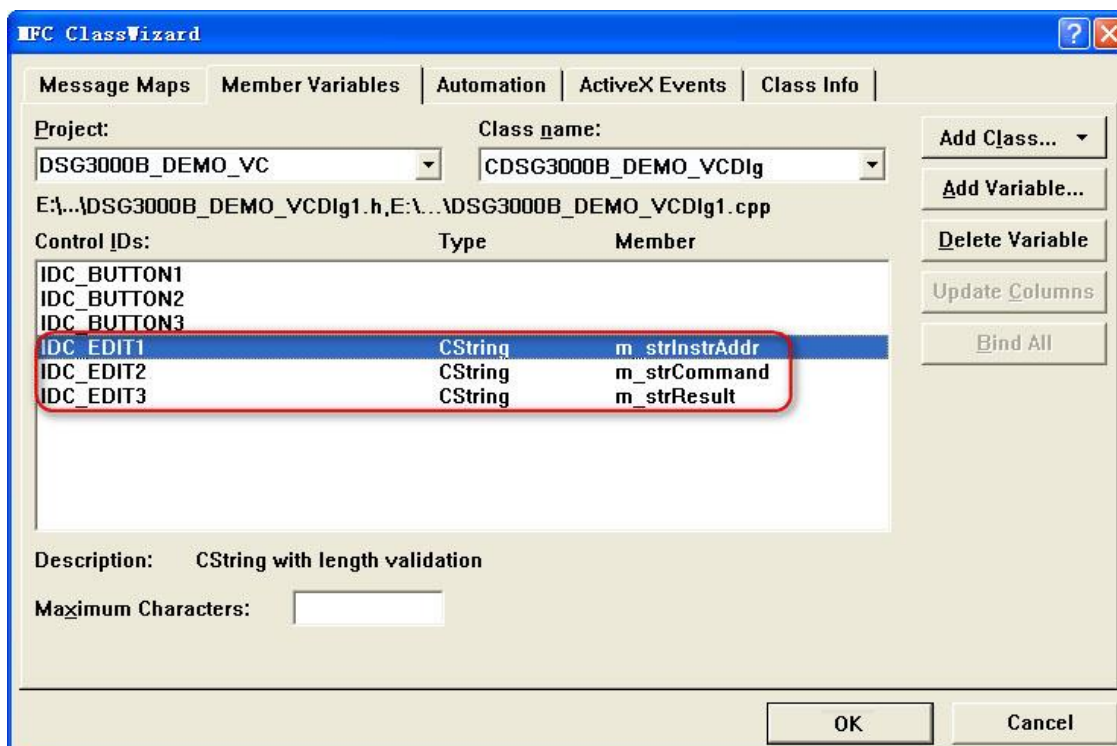 MFC ClassWizard
Message Maps Member Variables Automation ActiveX Events Class Info
Project: Class name:
DSG3000B_DEMO_VC CDSG3000B_DEMO_VCDlg
E:\...\DSG3000B_DEMO_VCDlg1.h,E:\...\DSG3000B_DEMO_VCDlg1.cpp
Control IDs: Type Member
IDC_BUTTON1
IDC_BUTTON2
IDC_BUTTON3
IDC_EDIT1 CString m_strInstrAddr
IDC_EDIT2 CString m_strCommand
IDC_EDIT3 CString m_strResult
Add Class...
Add Variable...
Delete Variable
Update Columns
Bind All
Description: CString with length validation
Maximum Characters:
OK Cancel